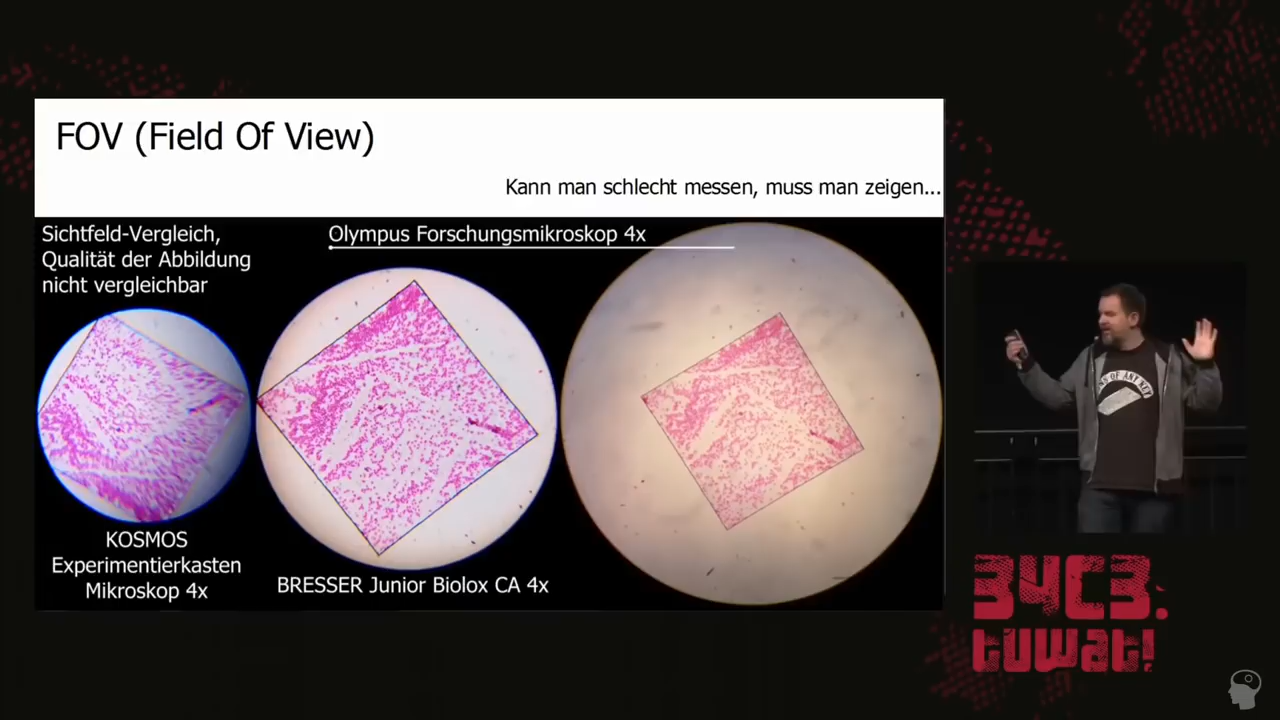 FOV (Field Of View)
Kann man schlecht messen, muss man zeigen...
Sichtfeld-Vergleich,
Qualität der Abbildung
nicht vergleichbar
Olympus Forschungsmikroskop 4x
KOSMOS
Experimentierkasten
Mikroskop 4x
BRESSER Junior Biolox CA 4x
34C3.
tuwat!